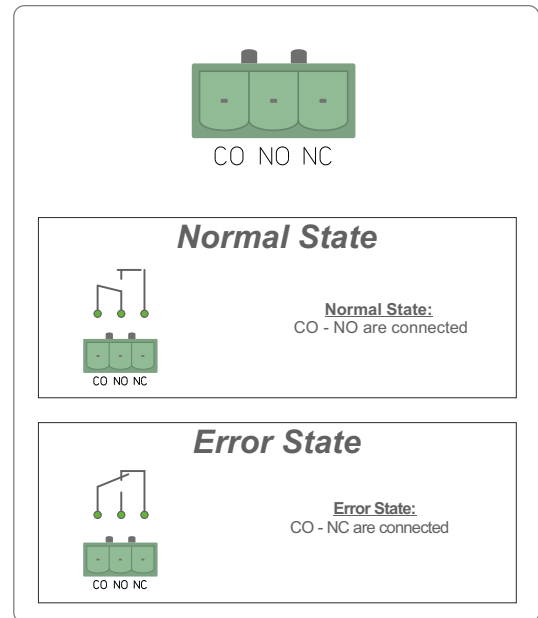 CO NO NC
Normal State
Normal State:
CO - NO are connected
CO NO NC
Error State
Error State:
CO - NC are connected
CO NO NC